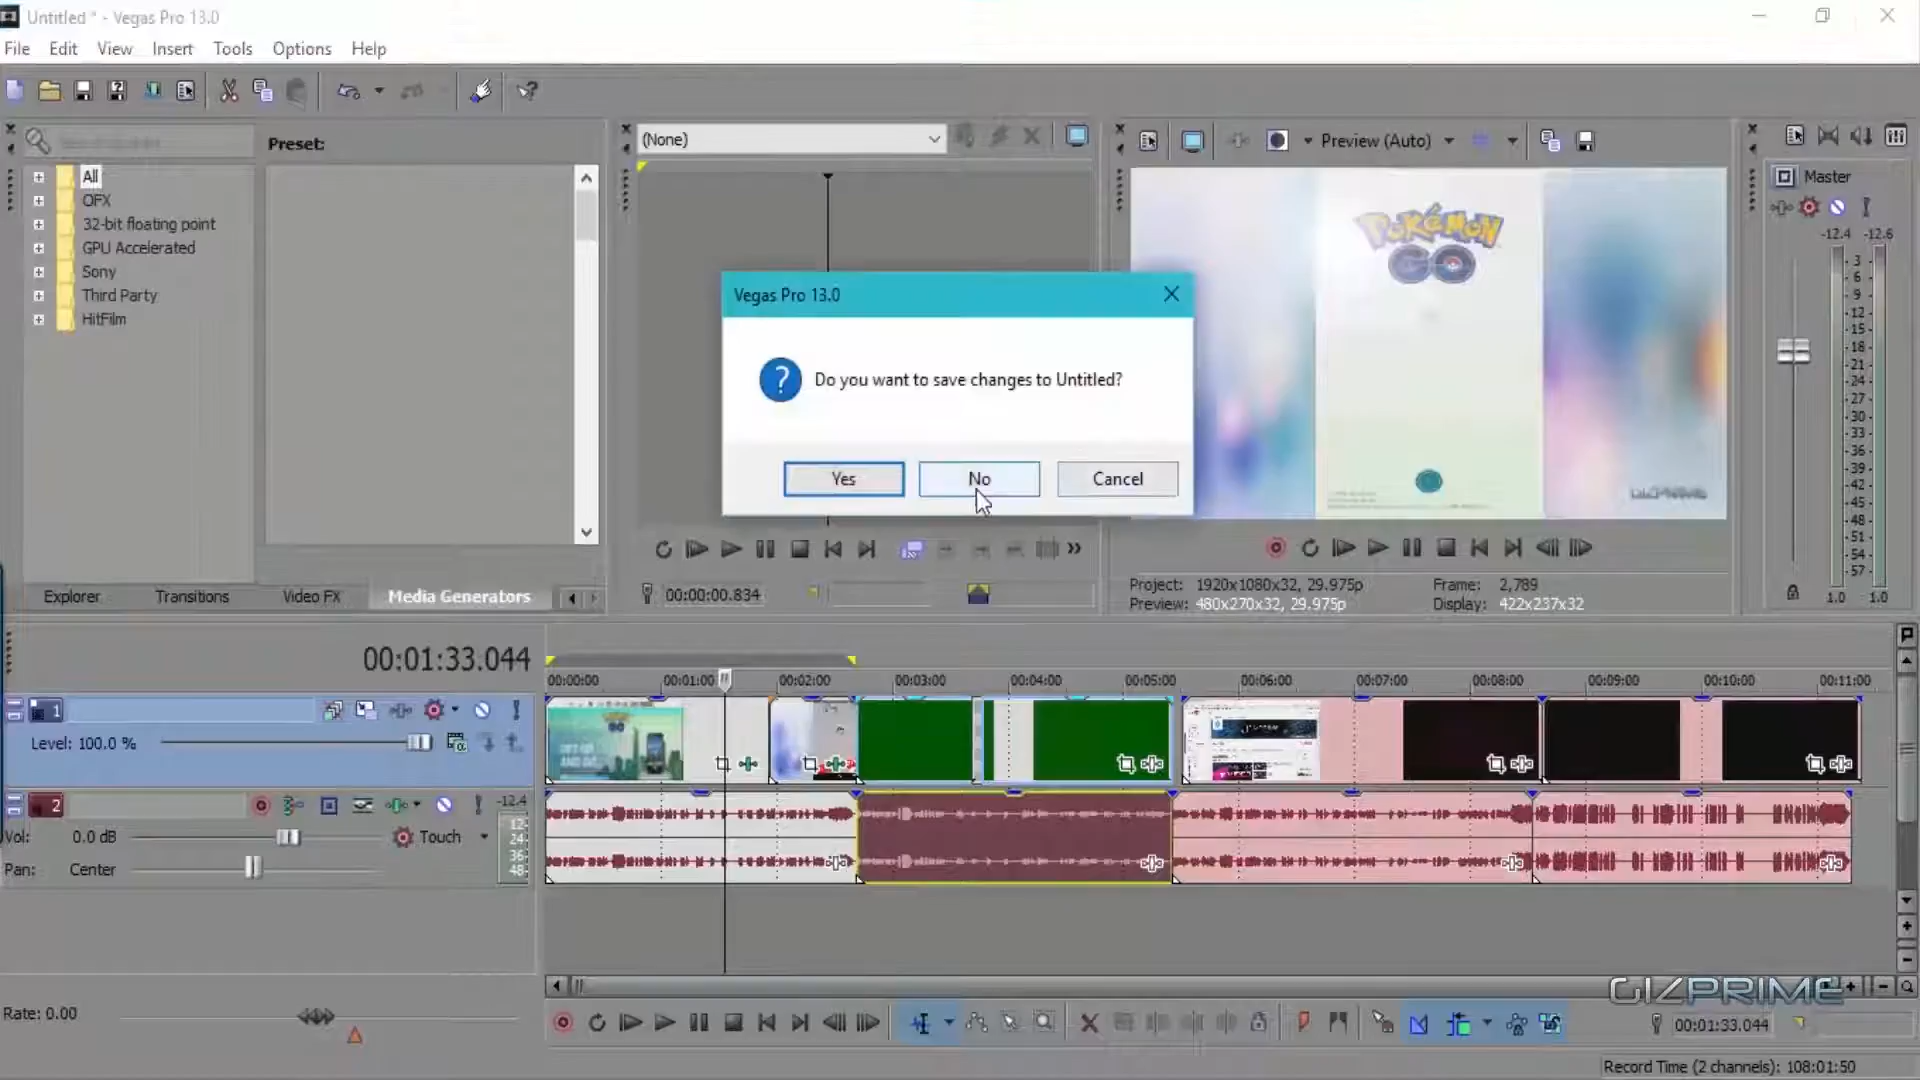 Untitled * - Vegas Pro 13.0
File Edit View Insert Tools Options Help
Preset:
All
OFX
32-bit floating point
GPU Accelerated
Sony
Third Party
HitFilm
Explorer Transitions Video FX Media Generators
(None)
00:00:00.834
Vegas Pro 13.0
Do you want to save changes to Untitled?
Yes No Cancel
Preview (Auto)
POKéMON
GO
GIZPRIME
Project: 1920x1080x32, 29.975p Frame: 2,789
Preview: 480x270x32, 29.975p Display: 422x237x32
Master
-12.4 -12.6
3
6
9
12
15
18
21
24
27
30
33
36
39
42
45
48
51
54
57
1.0 1.0
00:01:33.044
00:00:00 00:01:00 00:02:00 00:03:00 00:04:00 00:05:00 00:06:00 00:07:00 00:08:00 00:09:00 00:10:00 00:11:00
1
Level: 100.0 %
GO
2
-12.4
12
24
36
48
Vol: 0.0 dB Touch
Pan: Center
Rate: 0.00
GIZPRIME
00:01:33.044
Record Time (2 channels): 108:01:50